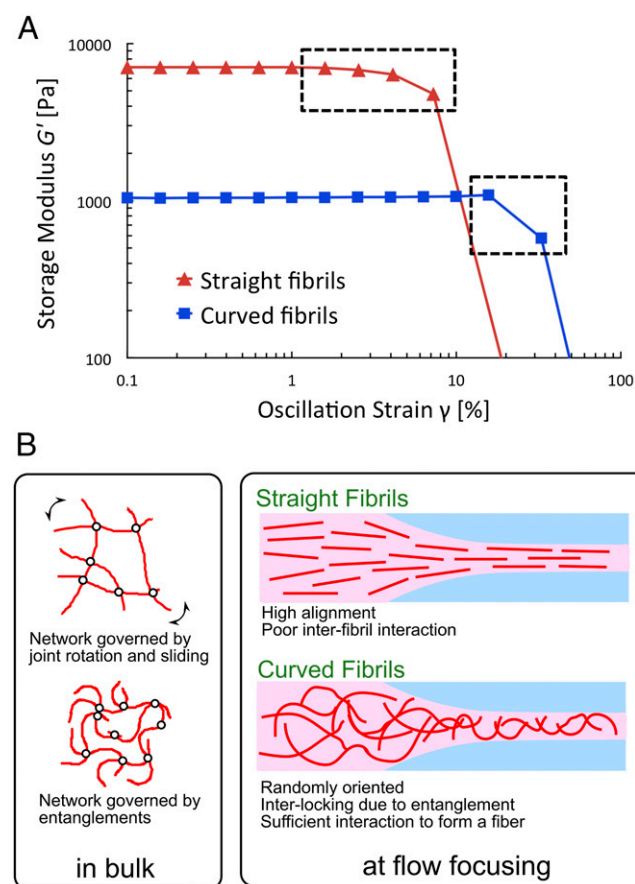 A
10000
1000
100
Storage Modulus G' [Pa]
Straight fibrils
Curved fibrils
0.1
1
10
100
Oscillation Strain γ [%]
B
Network governed by
joint rotation and sliding
Network governed by
entanglements
in bulk
Straight Fibrils
High alignment
Poor inter-fibril interaction
Curved Fibrils
Randomly oriented
Inter-locking due to entanglement
Sufficient interaction to form a fiber
at flow focusing